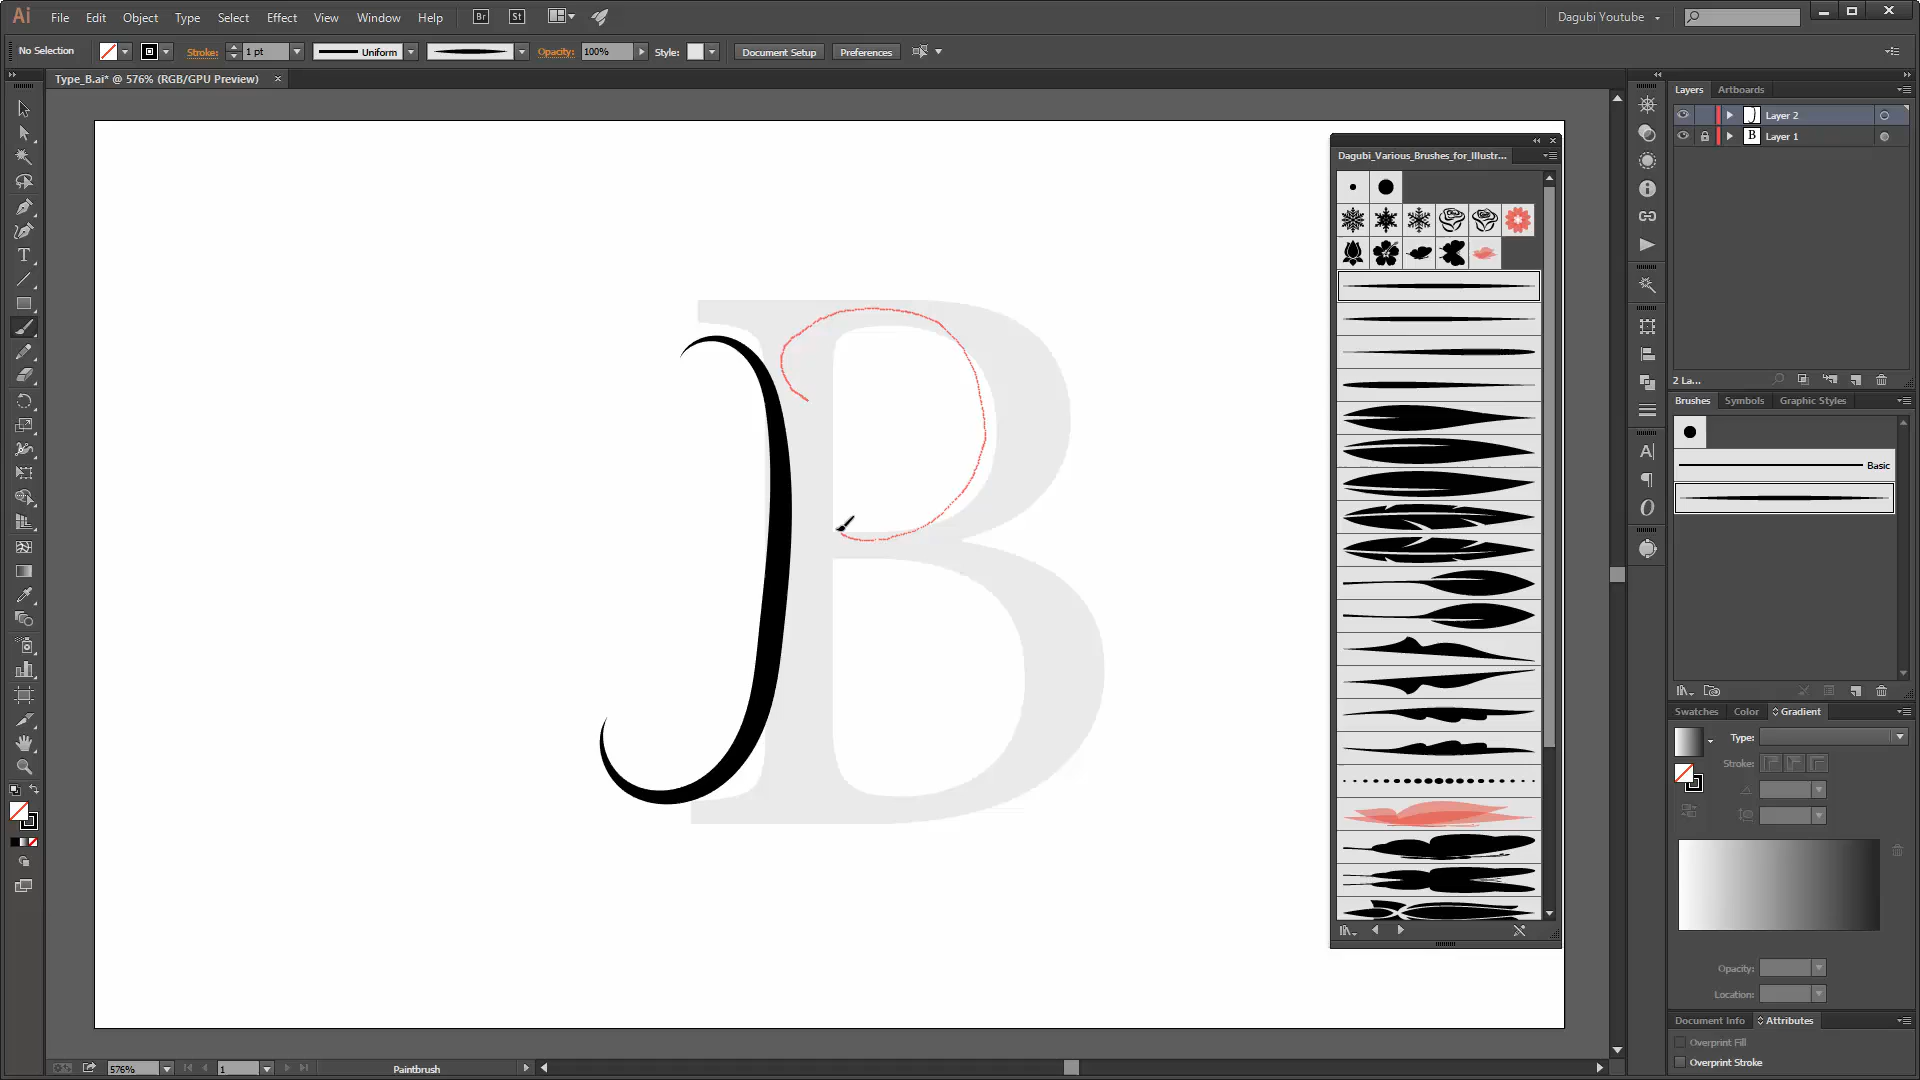 Ai File Edit Object Type Select Effect View Window Help Br St Dagubi Youtube
No Selection Stroke: 1 pt Uniform Opacity: 100% Style: Document Setup Preferences
Type_B.ai* @ 576% (RGB/GPU Preview)
Layers Artboards
Layer 2
B Layer 1
Dagubi_Various_Brushes_for_Illustr...
B
2 La...
Brushes Symbols Graphic Styles
Basic
Swatches Color Gradient
Type:
Stroke:
Opacity:
Location:
Document Info Attributes
Overprint Fill
Overprint Stroke
576% 1 Paintbrush